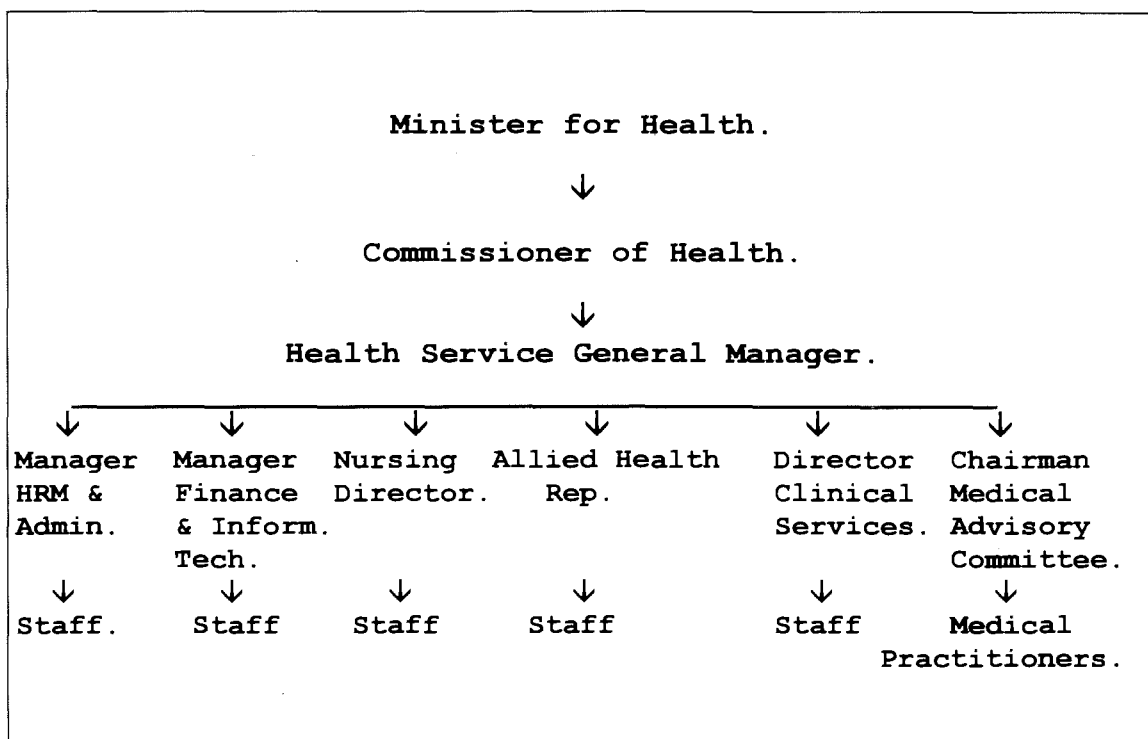 Minister for Health.
↓
Commissioner of Health.
↓
Health Service General Manager.
↓ ↓ ↓ ↓ ↓ ↓
Manager Manager Nursing Allied Health Director Chairman
HRM & Finance Director. Rep. Clinical Medical
Admin. & Inform. Services. Advisory
Tech. Committee.
↓ ↓ ↓ ↓ ↓ ↓
Staff. Staff Staff Staff Staff Medical
Practitioners.